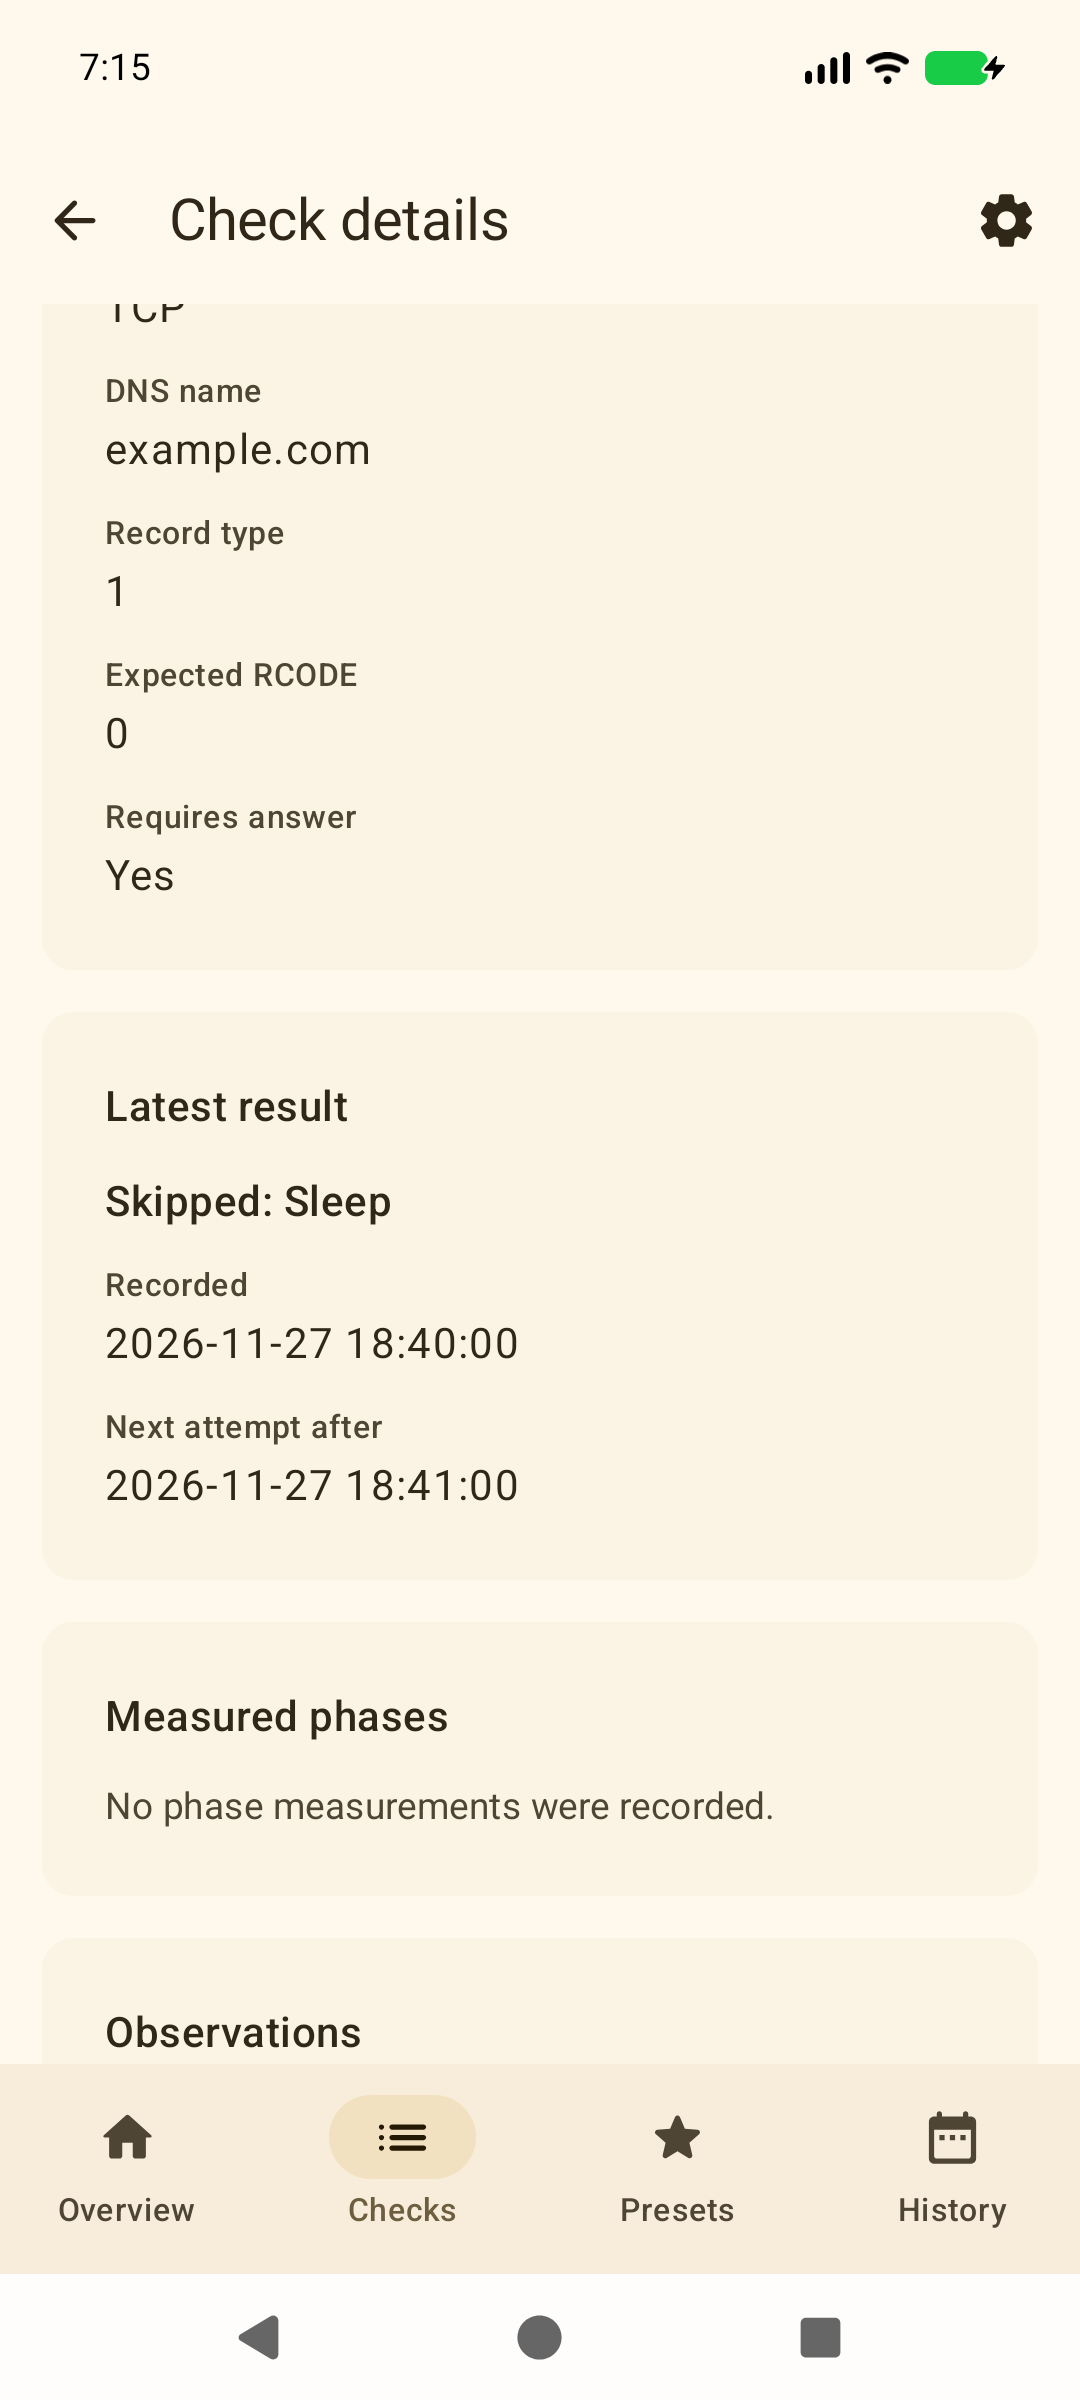 7:15
Check details
TCP
DNS name
example.com
Record type
1
Expected RCODE
0
Requires answer
Yes
Latest result
Skipped: Sleep
Recorded
2026-11-27 18:40:00
Next attempt after
2026-11-27 18:41:00
Measured phases
No phase measurements were recorded.
Observations
Overview
Checks
Presets
History